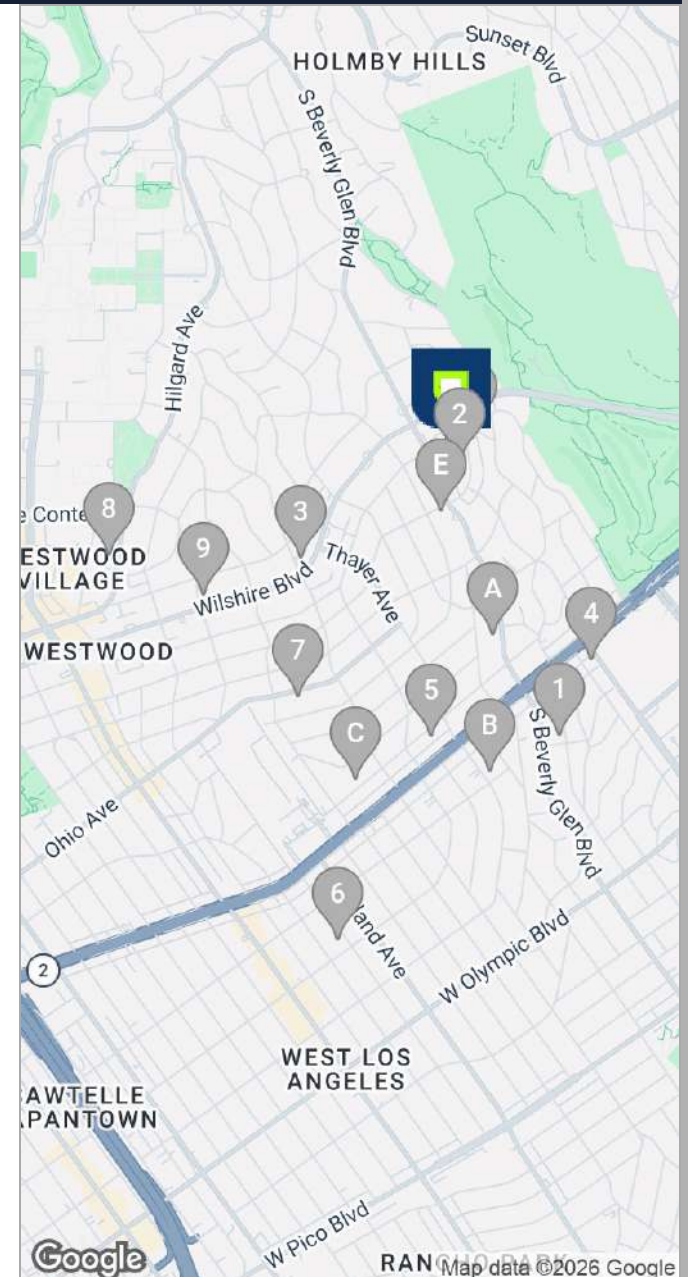 Sunset Blvd
HOLMBY HILLS
S Beverly Glen Blvd
Hilgard Ave
2
E
8
3
9
WESTWOOD
VILLAGE
Thayer Ave
Wilshire Blvd
A
4
WESTWOOD
7
5
1
B
C
S Beverly Glen Blvd
Ohio Ave
6
land Ave
W Olympic Blvd
2
WEST LOS
ANGELES
AWTELLE
APANTOWN
W Pico Blvd
Google
Map data ©2026 Google